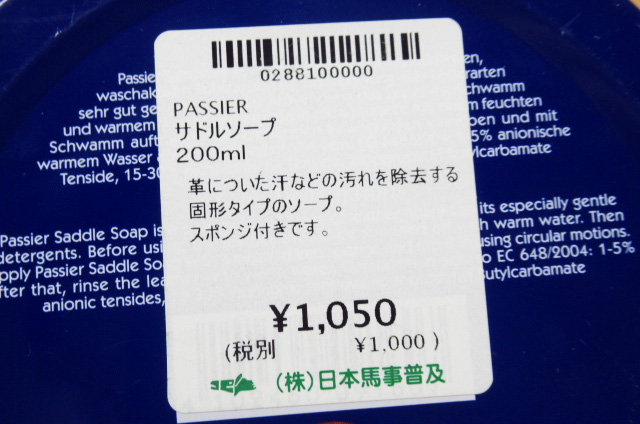 0288100000
PASSIER
サドルソープ
200ml
革についた汗などの汚れを除去する
固形タイプのソープ。
スポンジ付きです。
¥1,050
(税別 ¥1,000 )
(株)日本馬事普及
waschak
sehr gut ge
und warmem
Schwamm auft
warmem Wasser
Tenside, 15-30
en,
rarten
chwamm
m feuchten
ben und mit
5% anionische
ylcarbamate
Passier Saddle Soap is
detergents. Before usi
pply Passier Saddle So
fter that, rinse the lea
anionic tensides,
its especially gentle
h warm water. Then
using circular motions.
o EC 648/2004: 1-5%
utylcarbamate